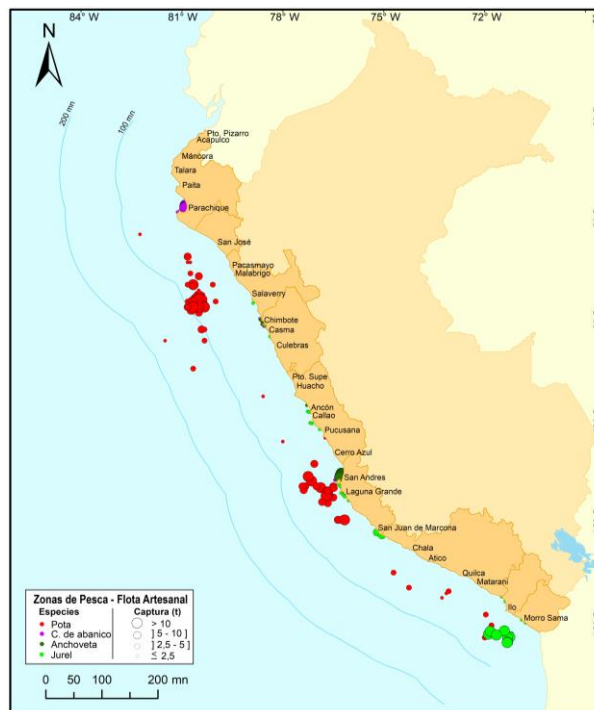 84° W
81°W
78°W
75°W
72°W
N
200 mn
100 mn
Pto. Pizarro
Acapulco
Máncora
Talara
Paita
Parachique
San José
Pacasmayo
Malabrigo
Salaverry
Chimbote
Casma
Culebras
Pto. Supe
Huacho
Ancón
Callao
Pucusana
Cerro Azul
San Andres
Laguna Grande
San Juan de Marcona
Chala
Atico
Quilca
Matarani
Ilo
Morro Sama
Zonas de Pesca - Flota Artesanal
Especies
Captura (t)
Pota
> 10
C. de abanico
] 5 - 10 ]
Anchoveta
] 2,5 - 5 ]
Jurel
≤ 2,5
0 50 100 200 mn